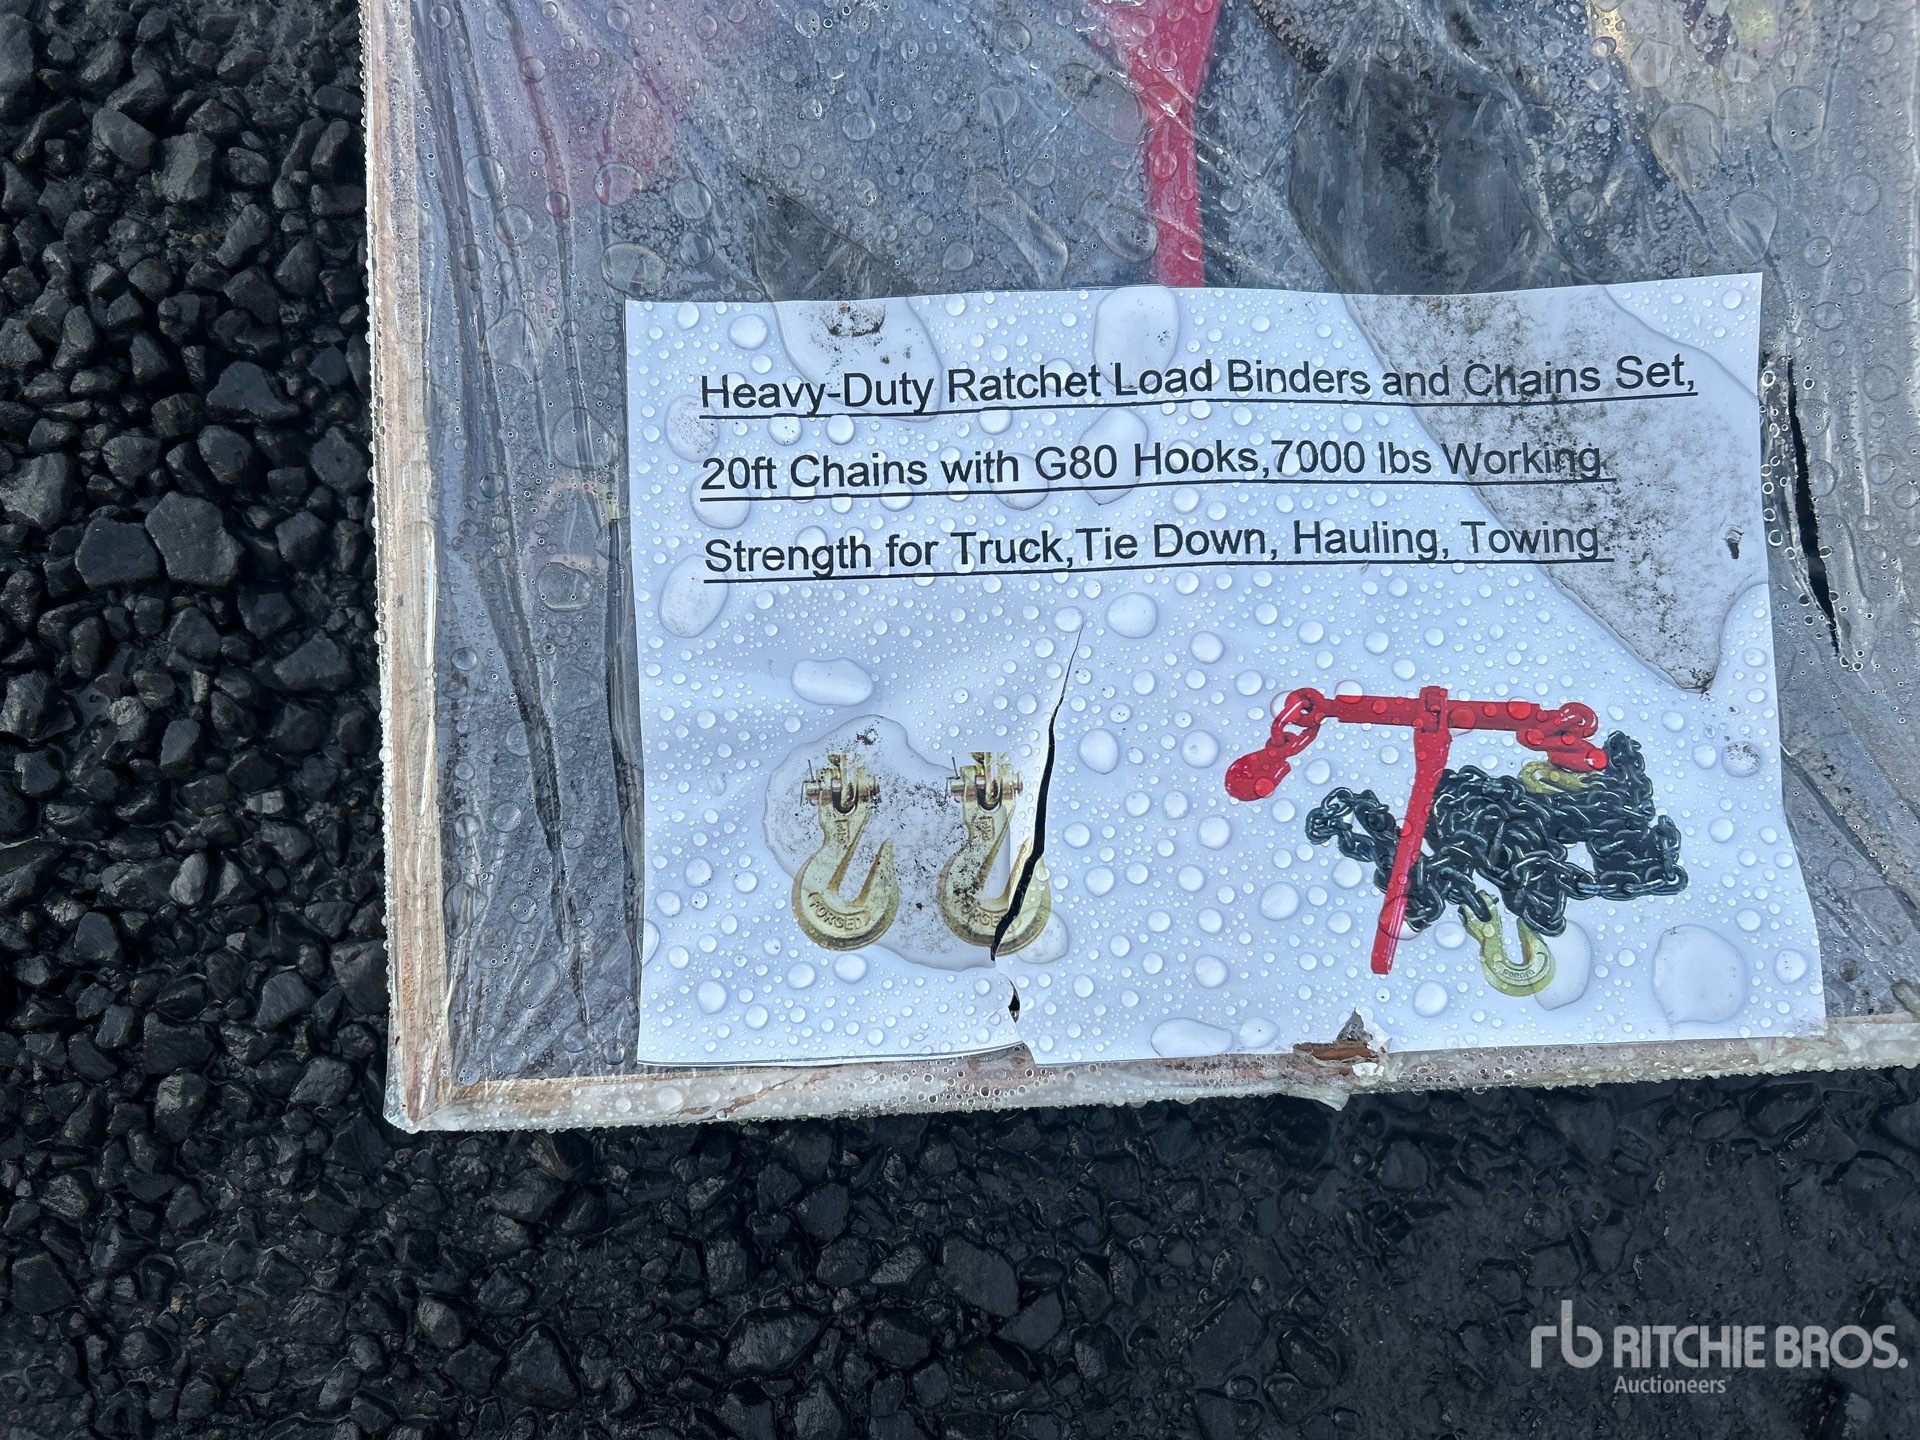 Heavy-Duty Ratchet Load Binders and Chains Set,
20ft Chains with G80 Hooks,7000 lbs Working
Strength for Truck,Tie Down, Hauling, Towing.
FORGED
FORGED
FORGED
rb RITCHIE BROS.
Auctioneers